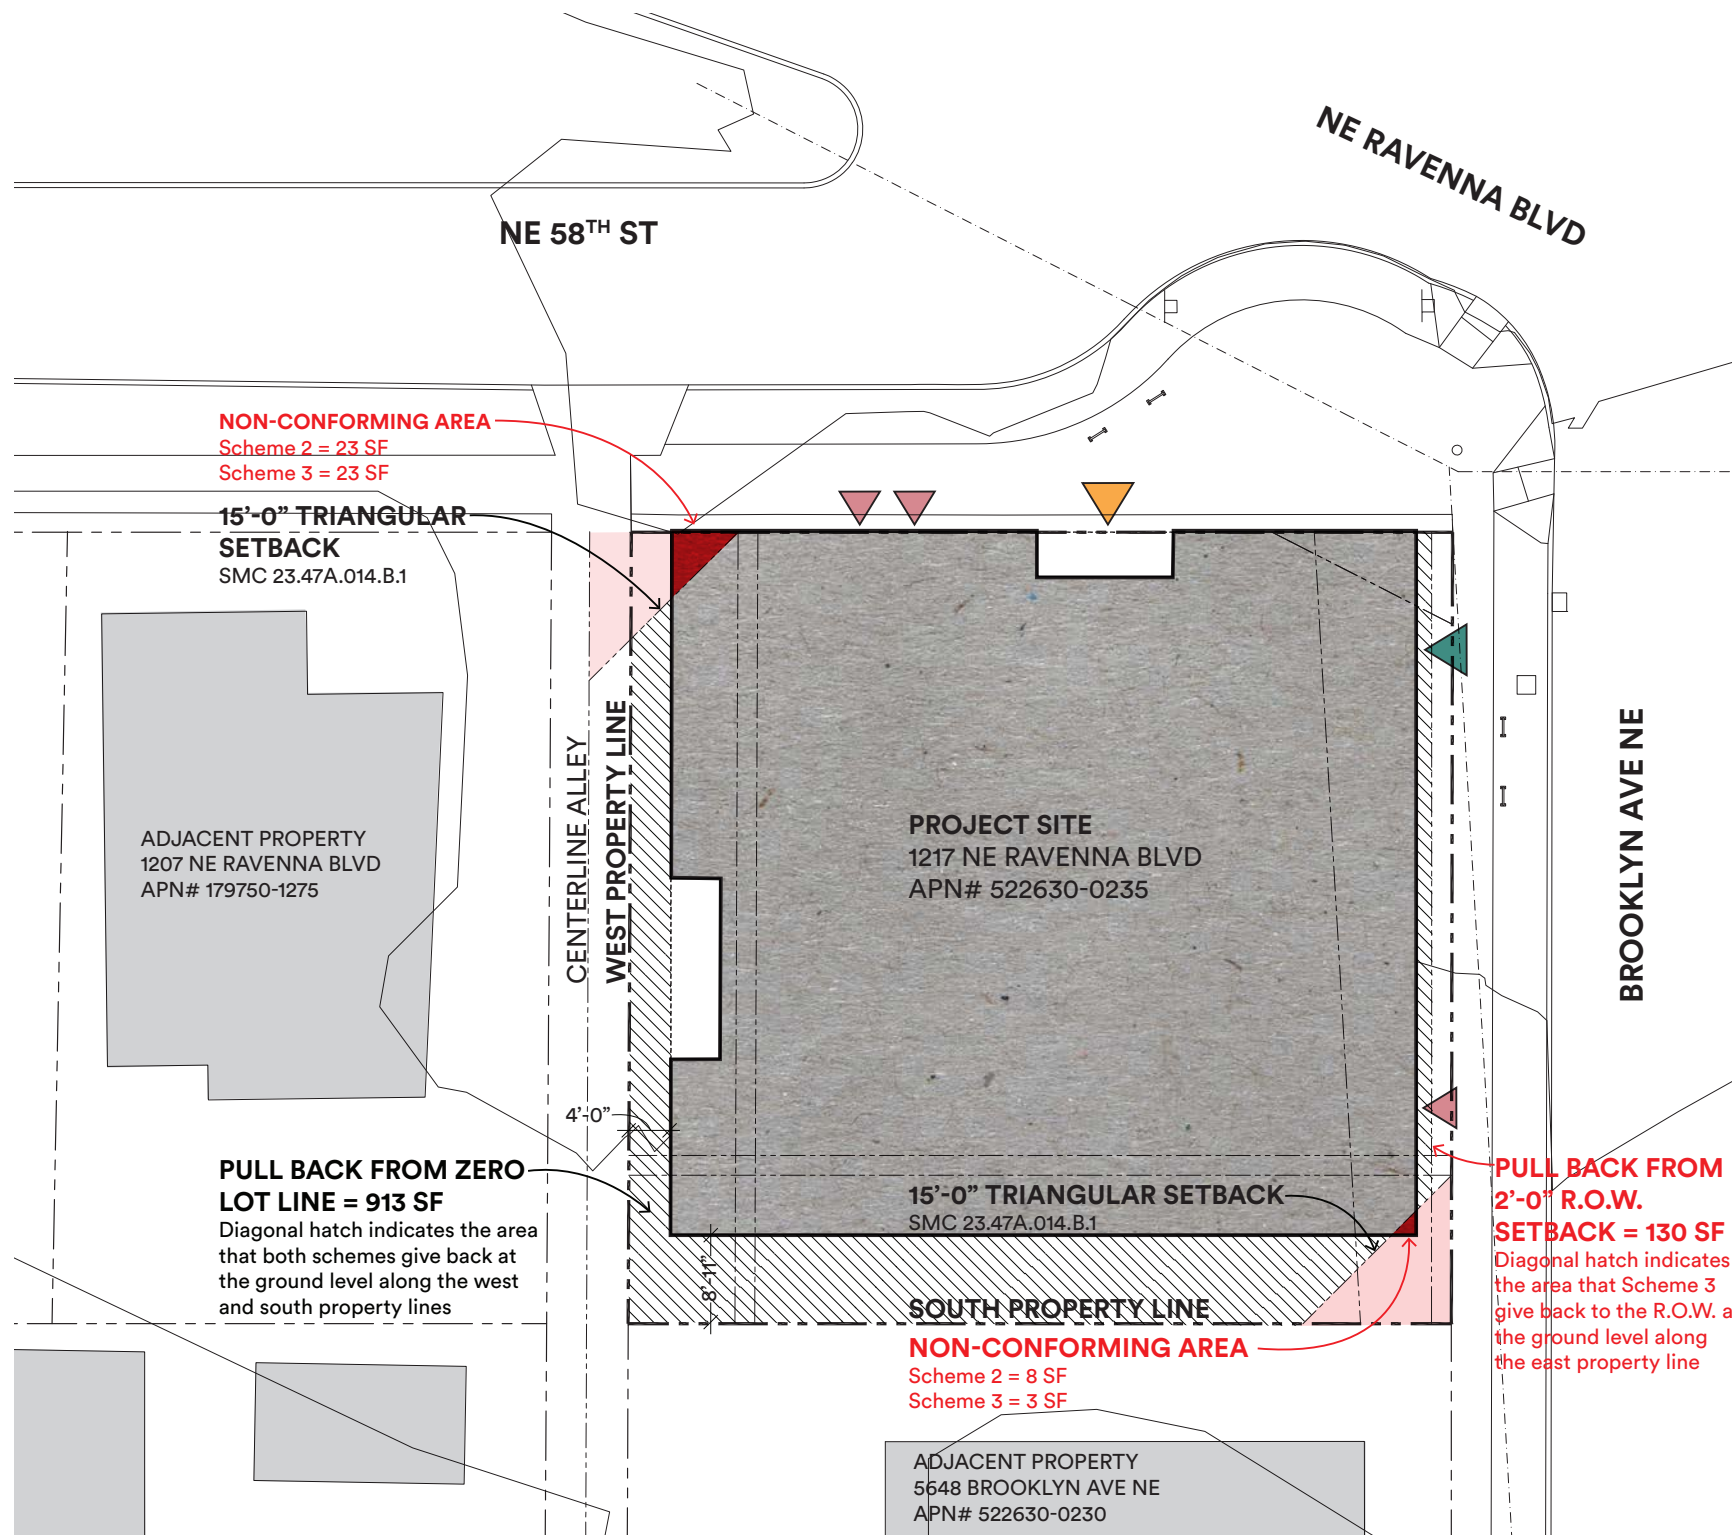 NE RAVENNA BLVD
NE 58TH ST
NON-CONFORMING AREA
Scheme 2 = 23 SF
Scheme 3 = 23 SF
15'-0" TRIANGULAR
SETBACK
SMC 23.47A.014.B.1
CENTERLINE ALLEY
WEST PROPERTY LINE
BROOKLYN AVE NE
ADJACENT PROPERTY
1207 NE RAVENNA BLVD
APN# 179750-1275
PROJECT SITE
1217 NE RAVENNA BLVD
APN# 522630-0235
4'-0"
PULL BACK FROM ZERO
LOT LINE = 913 SF
Diagonal hatch indicates the area
that both schemes give back at
the ground level along the west
and south property lines
8'-11"
15'-0" TRIANGULAR SETBACK
SMC 23.47A.014.B.1
SOUTH PROPERTY LINE
NON-CONFORMING AREA
Scheme 2 = 8 SF
Scheme 3 = 3 SF
PULL BACK FROM
2'-0" R.O.W.
SETBACK = 130 SF
Diagonal hatch indicates
the area that Scheme 3
give back to the R.O.W. a
the ground level along
the east property line
ADJACENT PROPERTY
5648 BROOKLYN AVE NE
APN# 522630-0230